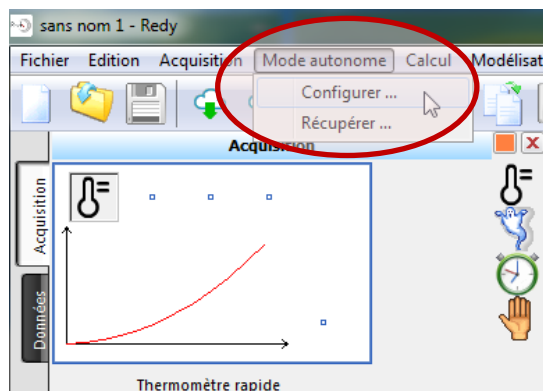 sans nom 1 - Redy
Fichier Edition Acquisition Mode autonome Calcul Modélisat
Configurer ...
Récupérer ...
Acquisition
Acquisition
Données
Thermomètre rapide